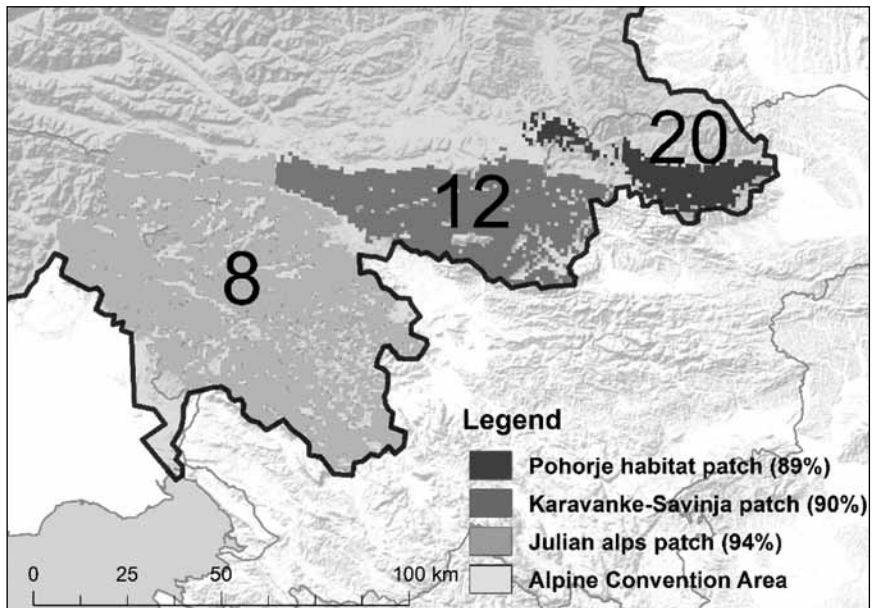 20
12
8
Legend
Pohorje habitat patch (89%)
Karavanke-Savinja patch (90%)
Julian alps patch (94%)
Alpine Convention Area
0 25 50 100 km